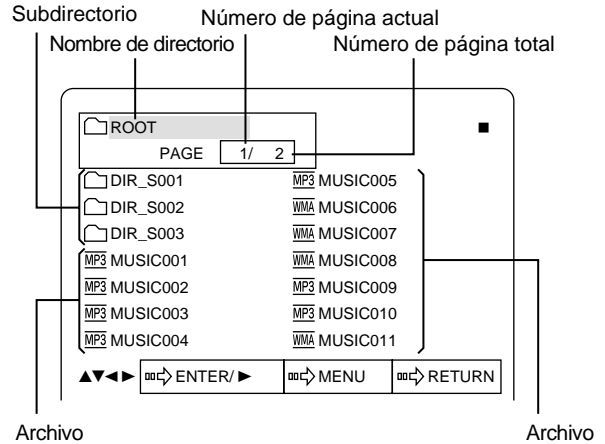 Subdirectorio
Número de página actual
Nombre de directorio
Número de página total
ROOT
PAGE 1/ 2
DIR_S001
DIR_S002
DIR_S003
MP3 MUSIC001
MP3 MUSIC002
MP3 MUSIC003
MP3 MUSIC004
MP3 MUSIC005
WMA MUSIC006
WMA MUSIC007
WMA MUSIC008
MP3 MUSIC009
MP3 MUSIC010
WMA MUSIC011
▲▼◄► ENTER/ ► MENU RETURN
Archivo
Archivo